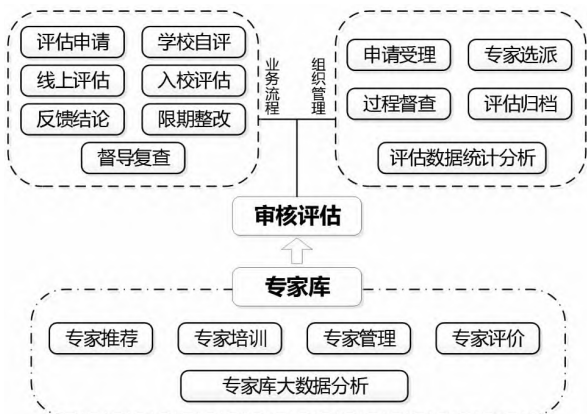 评估申请 学校自评
线上评估 入校评估
反馈结论 限期整改
督导复查
业务流程
组织管理
申请受理 专家选派
过程督查 评估归档
评估数据统计分析
审核评估
专家库
专家推荐 专家培训 专家管理 专家评价
专家库大数据分析